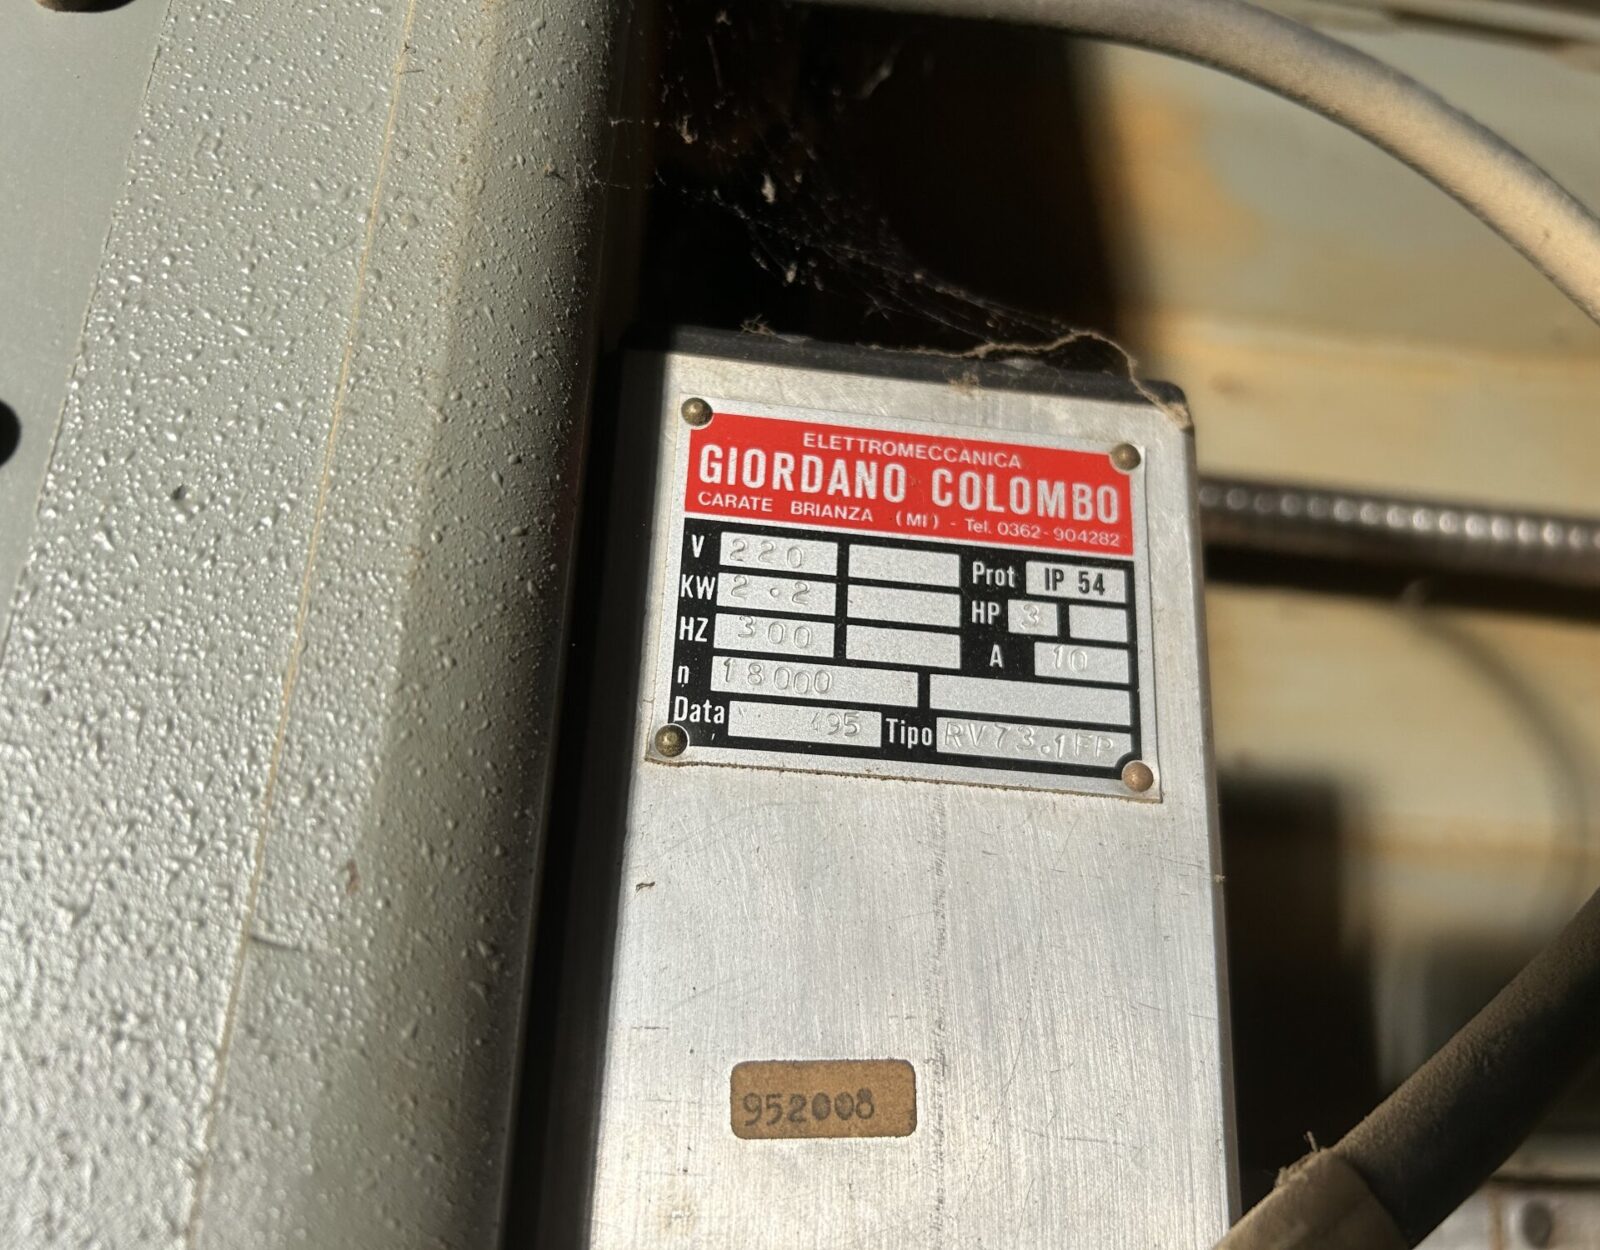 ELETTROMECCANICA
GIORDANO COLOMBO
CARATE BRIANZA (MI) - Tel. 0362-904282
V 220 Prot IP 54
KW 2.2 HP 3
HZ 300 A 10
n 18000
Data 495 Tipo RV73.1FP
952008